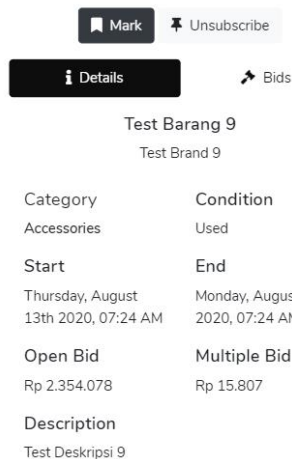 Mark Unsubscribe
Details Bids
Test Barang 9
Test Brand 9
Category Condition
Accessories Used
Start End
Thursday, August Monday,
13th 2020, 07:24 AM 2020, 07:24
Open Bid Multiple Bid
Rp 2.354.078 Rp 15.807
Description
Test Deskripsi 9